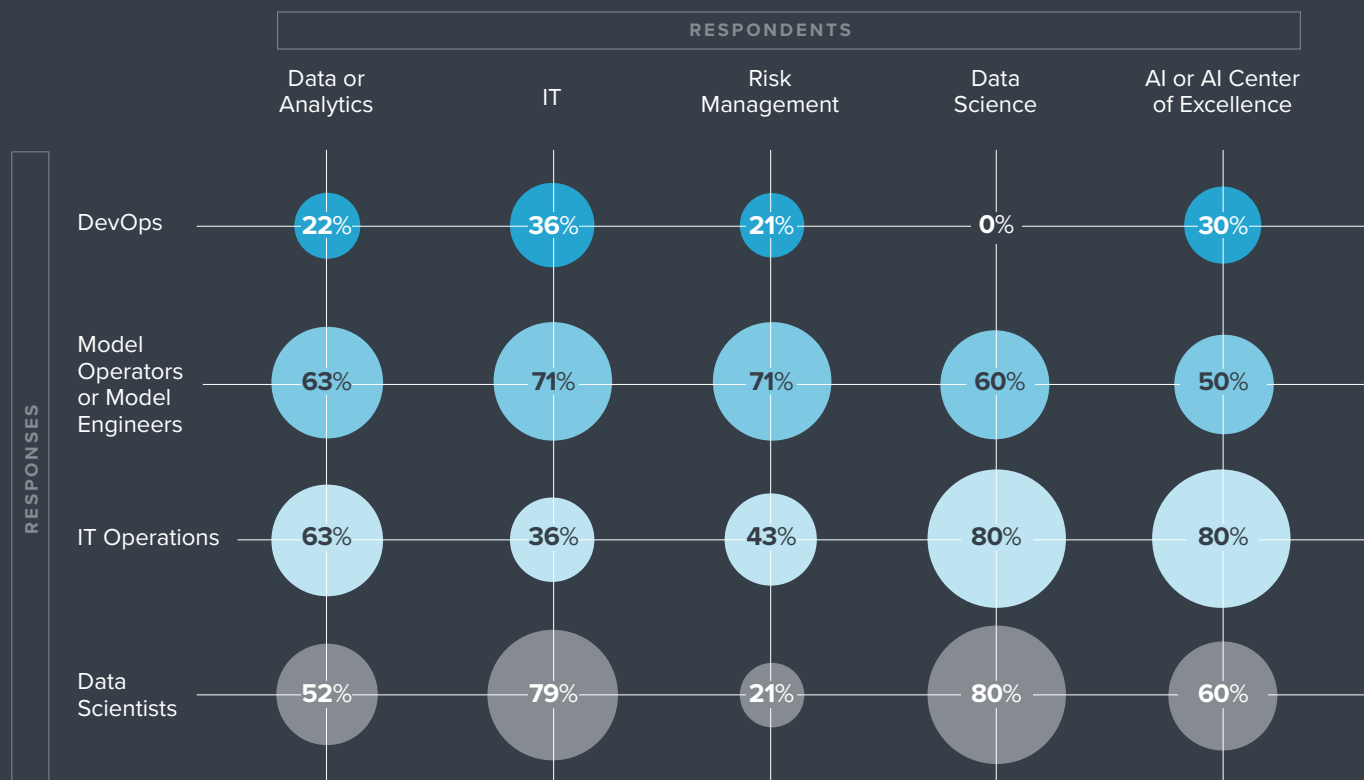 RESPONDENTS
Data or
Analytics
IT
Risk
Management
Data
Science
AI or AI Center
of Excellence
RESPONSES
DevOps
22%
36%
21%
0%
30%
Model
Operators
or Model
Engineers
63%
71%
71%
60%
50%
IT Operations
63%
36%
43%
80%
80%
Data
Scientists
52%
79%
21%
80%
60%